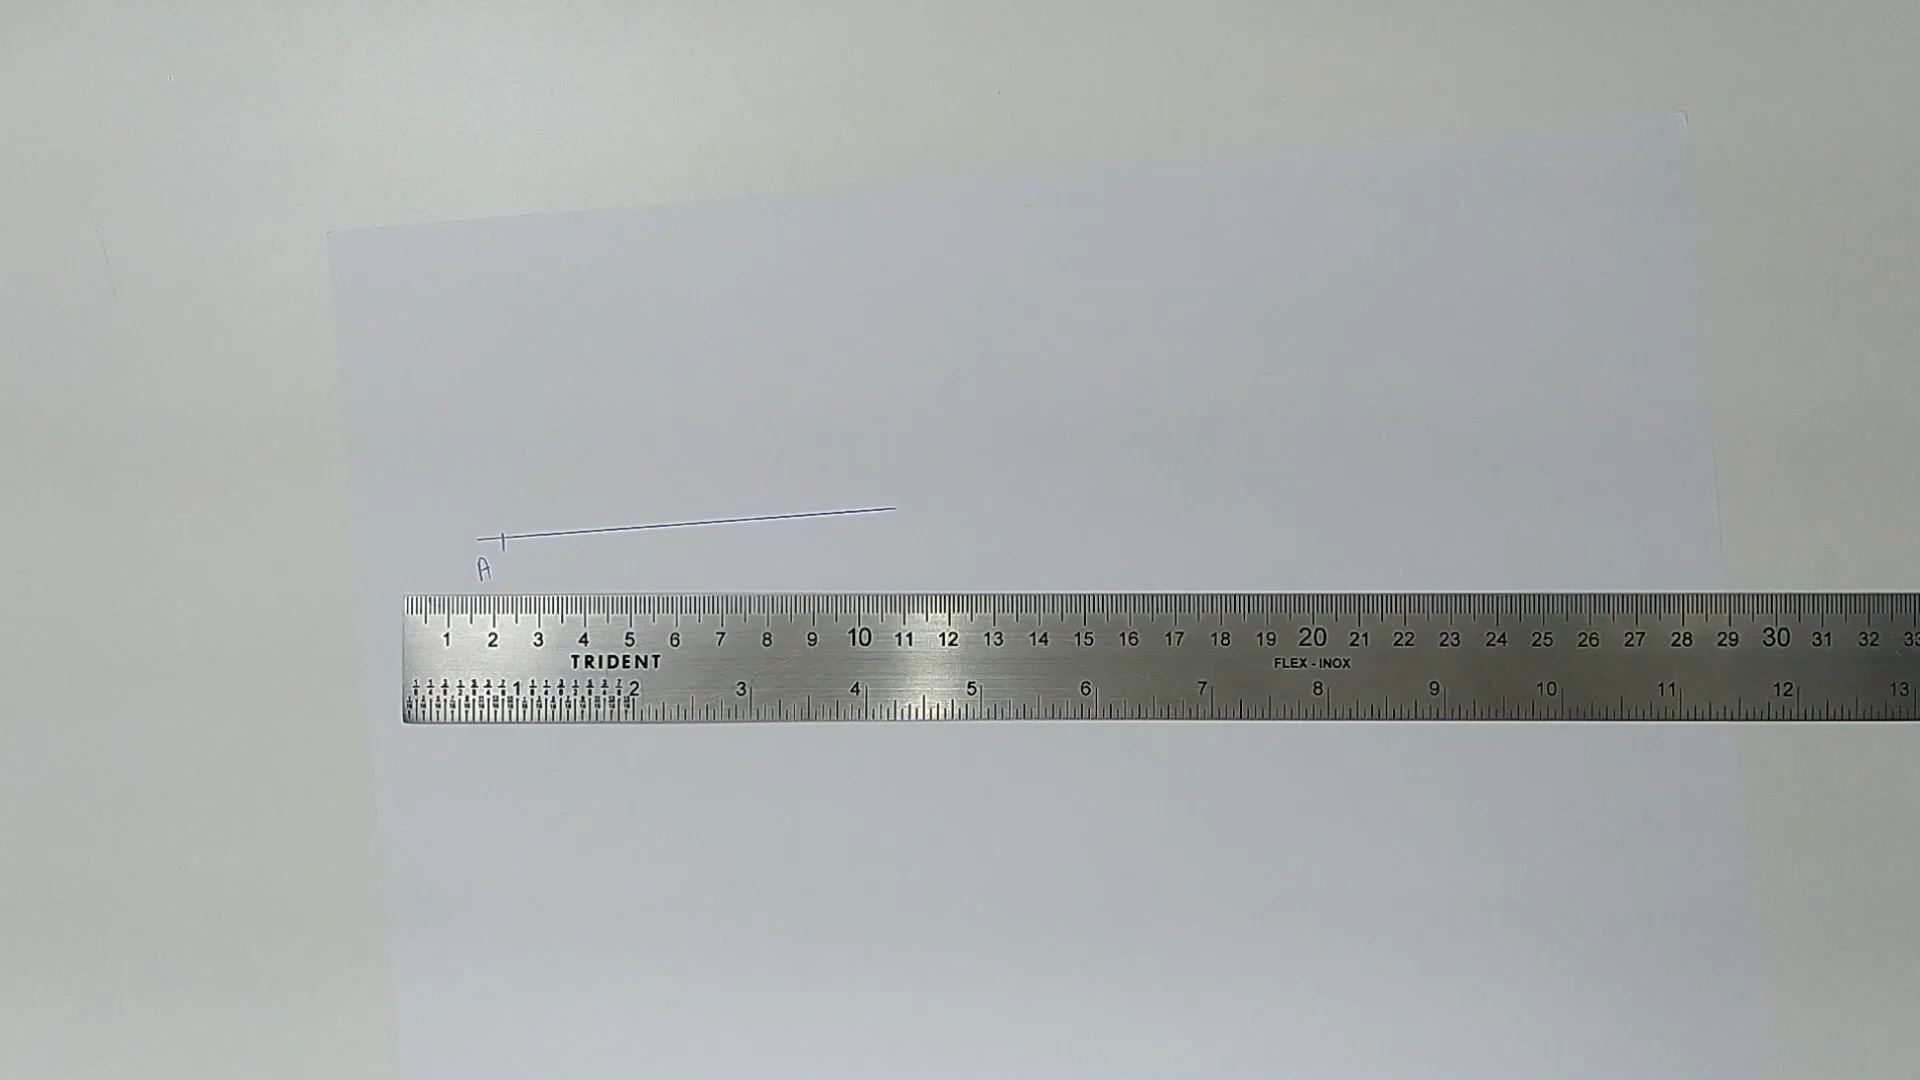 A
1 2 3 4 5 6 7 8 9 10 11 12 13 14 15 16 17 18 19 20 21 22 23 24 25 26 27 28 29 30 31 32 33
TRIDENT FLEX - INOX
1 2 3 4 5 6 7 8 9 10 11 12 13